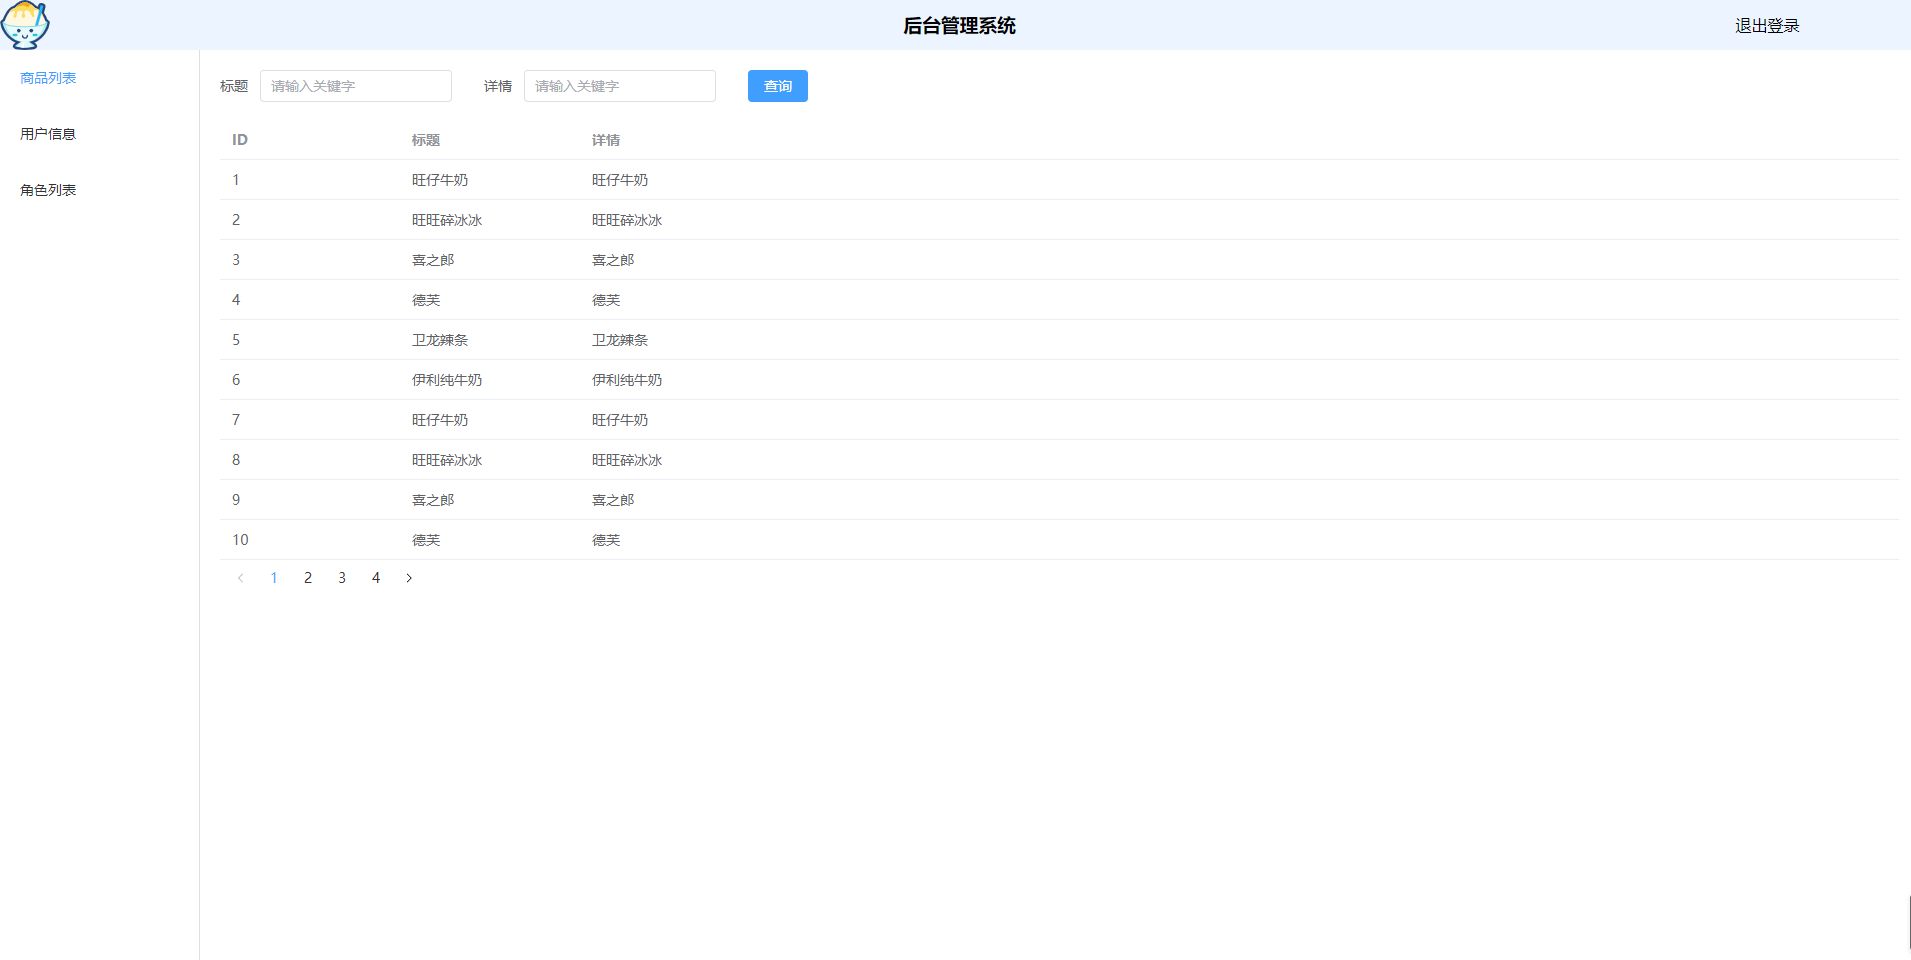 后台管理系统 退出登录
商品列表
用户信息
角色列表
标题 请输入关键字 详情 请输入关键字 查询
ID 标题 详情
1 旺仔牛奶 旺仔牛奶
2 旺旺碎冰冰 旺旺碎冰冰
3 喜之郎 喜之郎
4 德芙 德芙
5 卫龙辣条 卫龙辣条
6 伊利纯牛奶 伊利纯牛奶
7 旺仔牛奶 旺仔牛奶
8 旺旺碎冰冰 旺旺碎冰冰
9 喜之郎 喜之郎
10 德芙 德芙
1 2 3 4